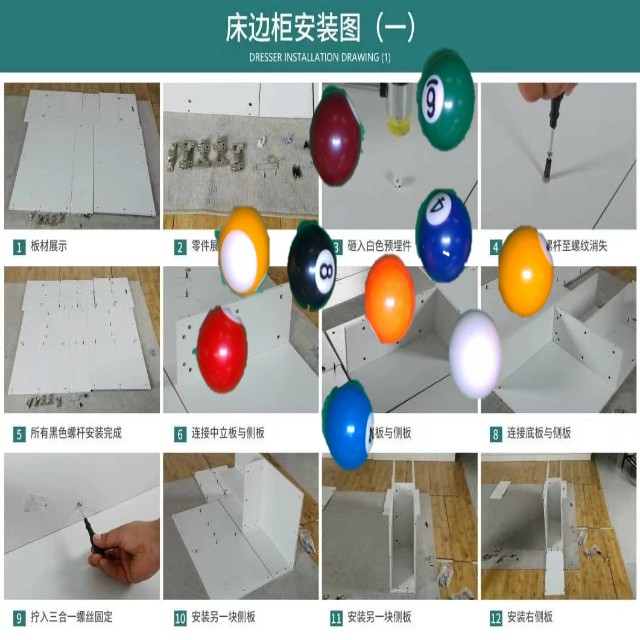 床边柜安装图（一）
DRESSER INSTALLATION DRAWING (1)
1 板材展示
2 零件展
3 砸入白色预埋件
4 螺杆至螺纹消失
5 所有黑色螺杆安装完成
6 连接中立板与侧板
板与侧板
8 连接底板与侧板
9 拧入三合一螺丝固定
10 安装另一块侧板
11 安装另一块侧板
12 安装右侧板
6
4
8